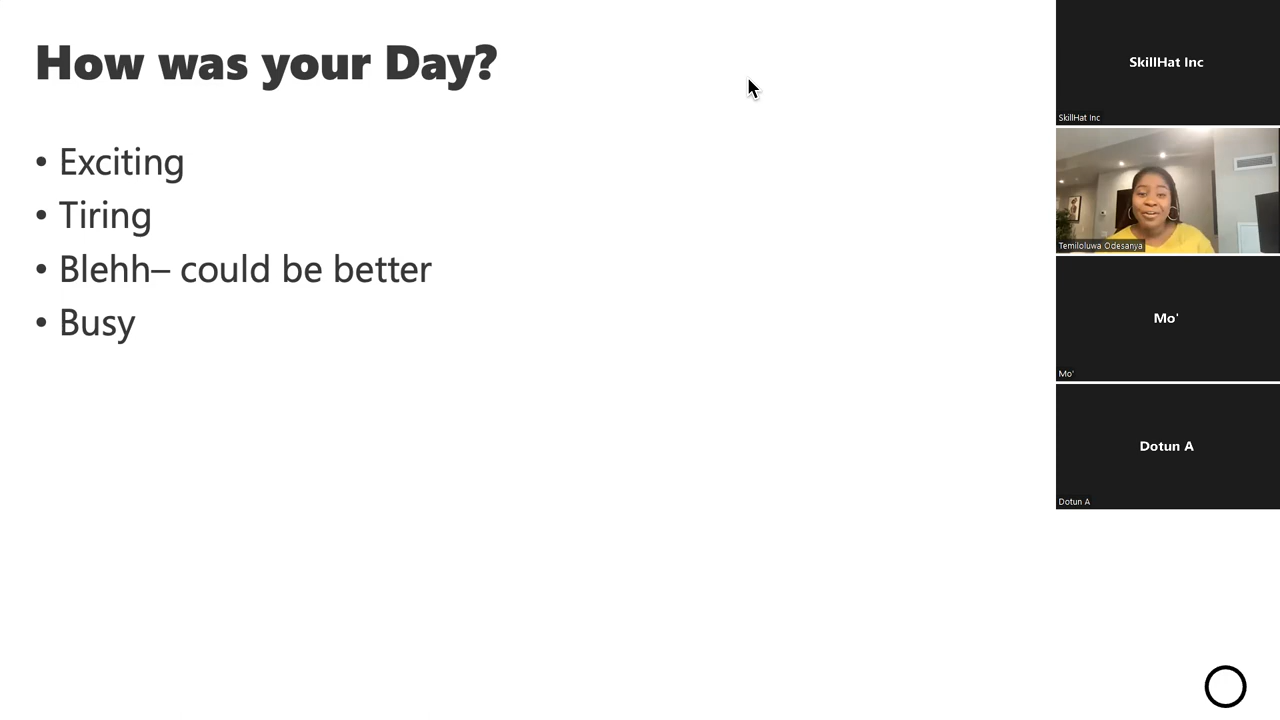 How was your Day?
• Exciting
• Tiring
• Blehh– could be better
• Busy
SkillHat Inc
SkillHat Inc
Temiloluwa Odesanya
Mo'
Mo'
Dotun A
Dotun A